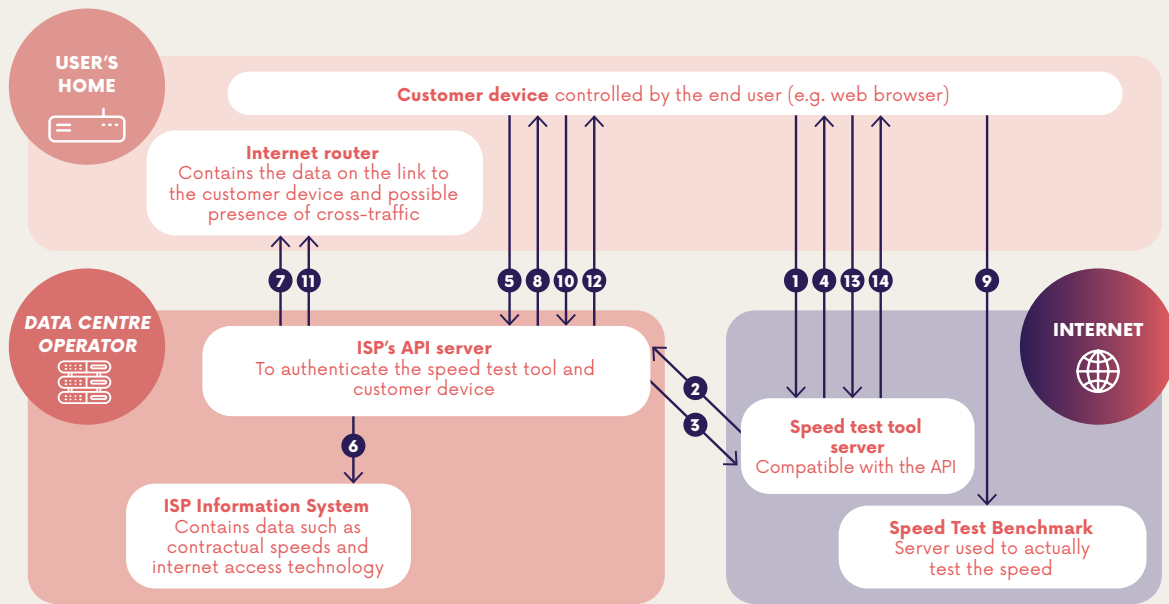 USER'S
HOME
Customer device controlled by the end user (e.g. web browser)
Internet router
Contains the data on the link to
the customer device and possible
presence of cross-traffic
7
11
5
8
10
12
1
4
13
14
9
DATA CENTRE
OPERATOR
INTERNET
ISP's API server
To authenticate the speed test tool and
customer device
2
3
6
Speed test tool
server
Compatible with the API
ISP Information System
Contains data such as
contractual speeds and
internet access technology
Speed Test Benchmark
Server used to actually
test the speed